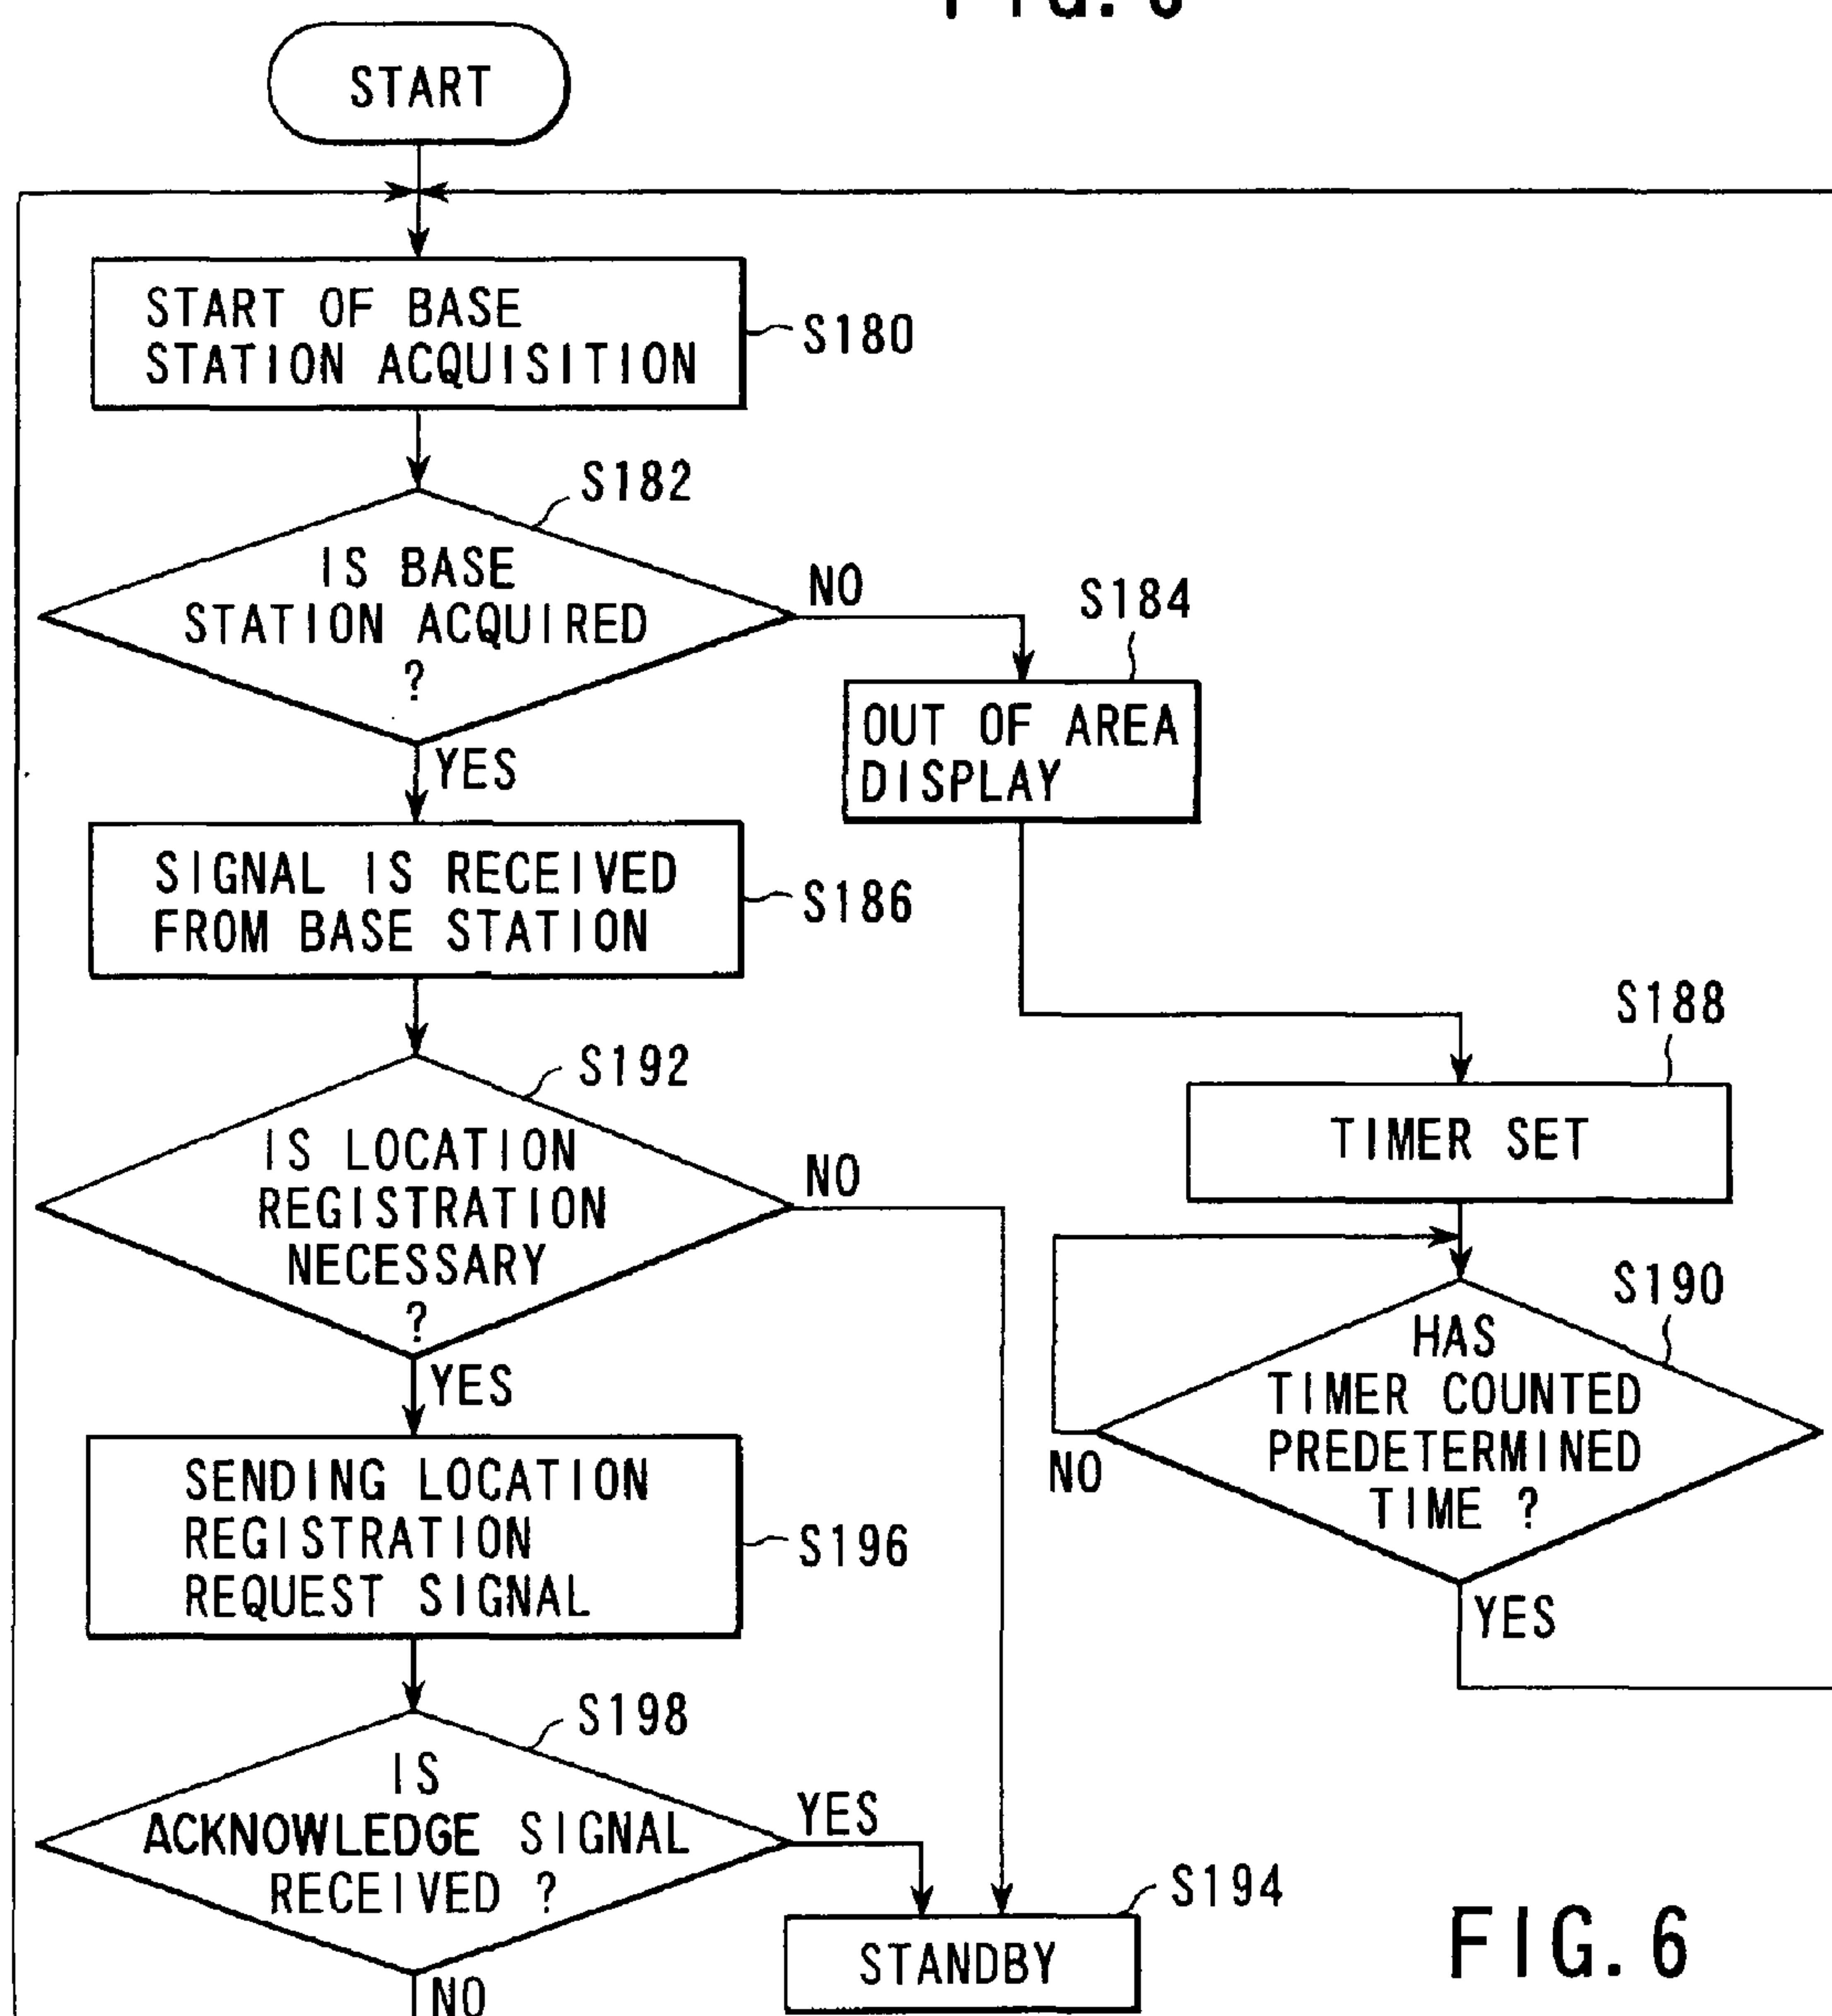 START
START OF BASE
STATION ACQUISITION
S180
S182
IS BASE
STATION ACQUIRED
?
NO
YES
S184
OUT OF AREA
DISPLAY
SIGNAL IS RECEIVED
FROM BASE STATION
S186
S188
TIMER SET
S192
IS LOCATION
REGISTRATION
NECESSARY
?
NO
YES
S190
HAS
TIMER COUNTED
PREDETERMINED
TIME ?
NO
YES
SENDING LOCATION
REGISTRATION
REQUEST SIGNAL
S196
S198
IS
ACKNOWLEDGE SIGNAL
RECEIVED ?
YES
NO
S194
STANDBY
FIG. 6